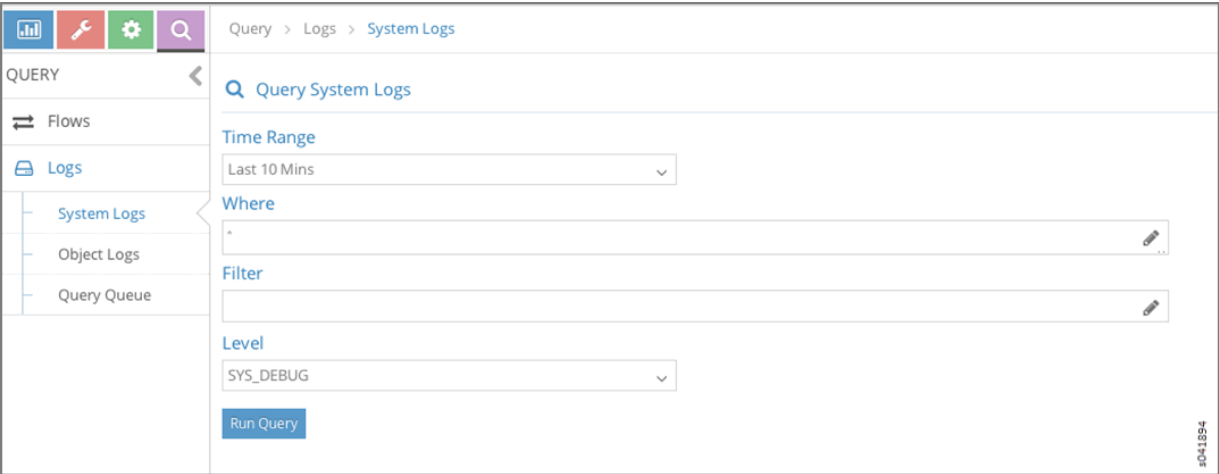 Query > Logs > System Logs
QUERY
Flows
Logs
System Logs
Object Logs
Query Queue
Query System Logs
Time Range
Last 10 Mins
Where
Filter
Level
SYS_DEBUG
Run Query
s041894